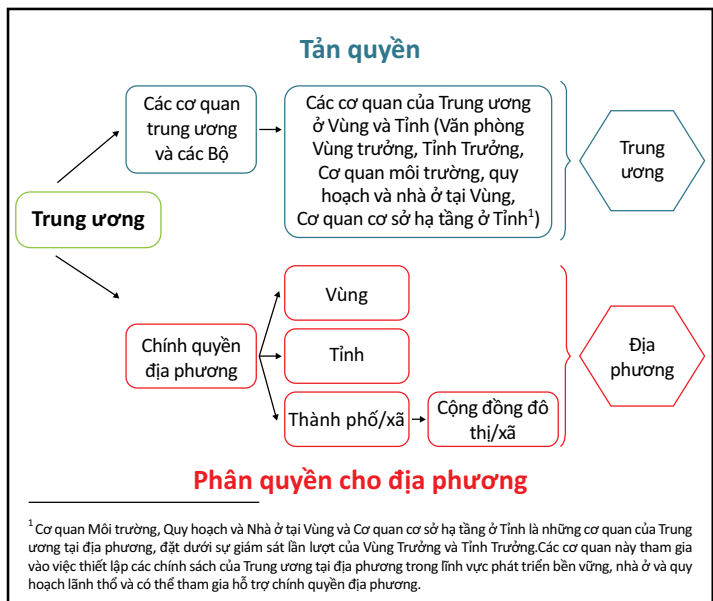 Tản quyền
Các cơ quan
trung ương
và các Bộ
Các cơ quan của Trung ương
ở Vùng và Tỉnh (Văn phòng
Vùng trưởng, Tỉnh Trưởng,
Cơ quan môi trường, quy
hoạch và nhà ở tại Vùng,
Cơ quan cơ sở hạ tầng ở Tỉnh¹)
Trung
ương
Trung ương
Chính quyền
địa phương
Vùng
Tỉnh
Thành phố/xã
Cộng đồng đô
thị/xã
Địa
phương
Phân quyền cho địa phương
¹ Cơ quan Môi trường, Quy hoạch và Nhà ở tại Vùng và Cơ quan cơ sở hạ tầng ở Tỉnh là những cơ quan của Trung
ương tại địa phương, đặt dưới sự giám sát lần lượt của Vùng Trưởng và Tỉnh Trưởng.Các cơ quan này tham gia
vào việc thiết lập các chính sách của Trung ương tại địa phương trong lĩnh vực phát triển bền vững, nhà ở và quy
hoạch lãnh thổ và có thể tham gia hỗ trợ chính quyền địa phương.